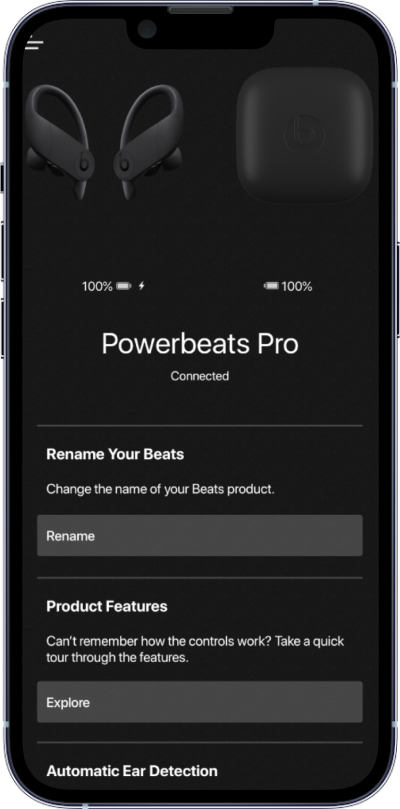 100% 100%
Powerbeats Pro
Connected
Rename Your Beats
Change the name of your Beats product.
Rename
Product Features
Can't remember how the controls work? Take a quick
tour through the features.
Explore
Automatic Ear Detection